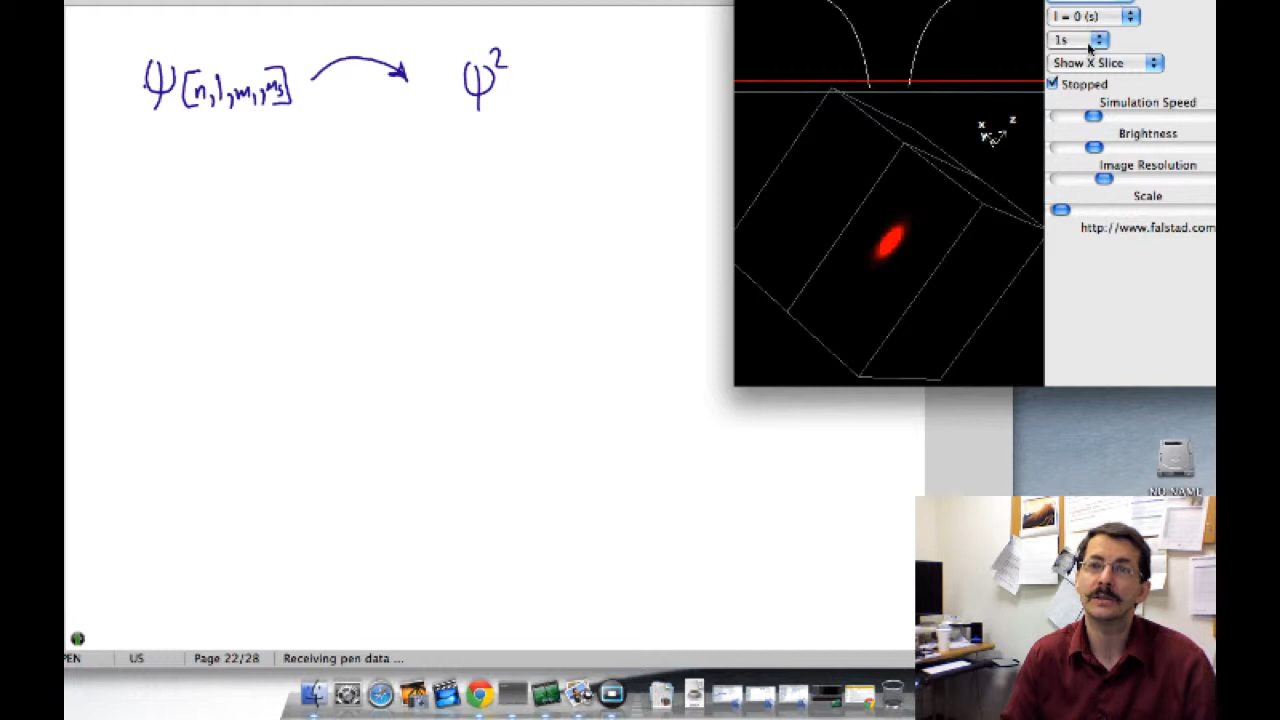 ψ[n,l,ml,ms] ψ²
l = 0 (s)
1s
Show X Slice
Stopped
Simulation Speed
Brightness
Image Resolution
Scale
http://www.falstad.com
x
z
y
NO NAME
PEN US Page 22/28 Receiving pen data ...